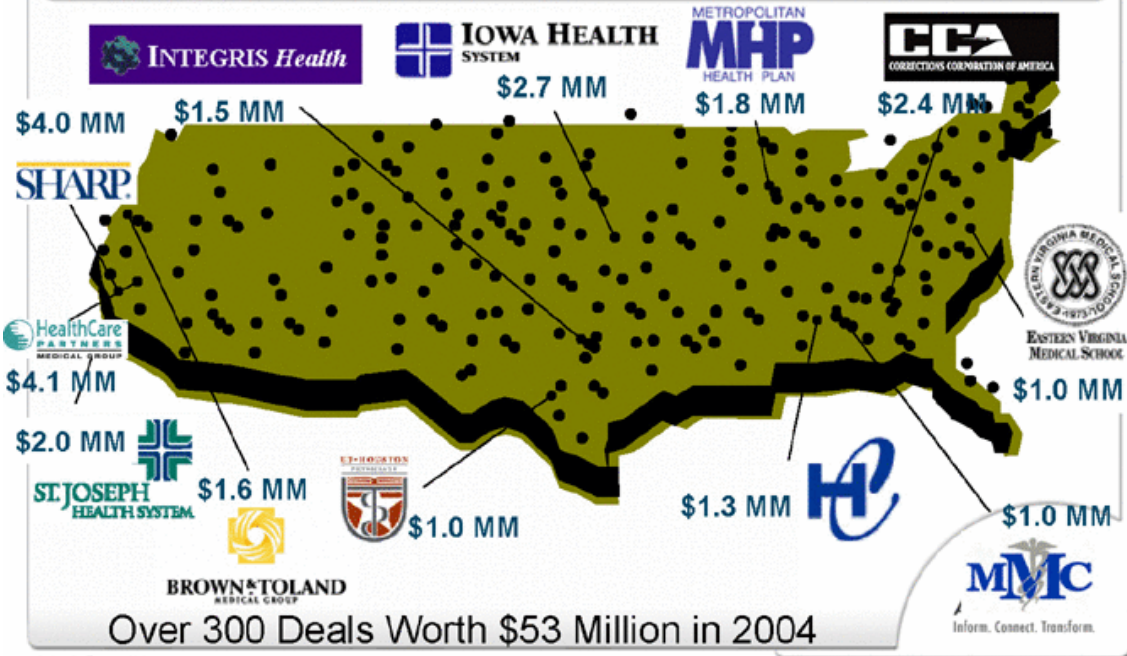 INTEGRIS Health
IOWA HEALTH
SYSTEM
METROPOLITAN
MHP
HEALTH PLAN
CCA
CORRECTIONS CORPORATION OF AMERICA
$4.0 MM
$1.5 MM
$2.7 MM
$1.8 MM
$2.4 MM
SHARP.
EASTERN VIRGINIA MEDICAL SCHOOL
1973
EASTERN VIRGINIA
MEDICAL SCHOOL
$1.0 MM
HealthCare
PARTNERS
MEDICAL GROUP
$4.1 MM
$2.0 MM
ST. JOSEPH
HEALTH SYSTEM
$1.6 MM
BROWN & TOLAND
MEDICAL GROUP
UT-HOUSTON
$1.0 MM
$1.3 MM
HC
$1.0 MM
MMC
Inform. Connect. Transform.
Over 300 Deals Worth $53 Million in 2004